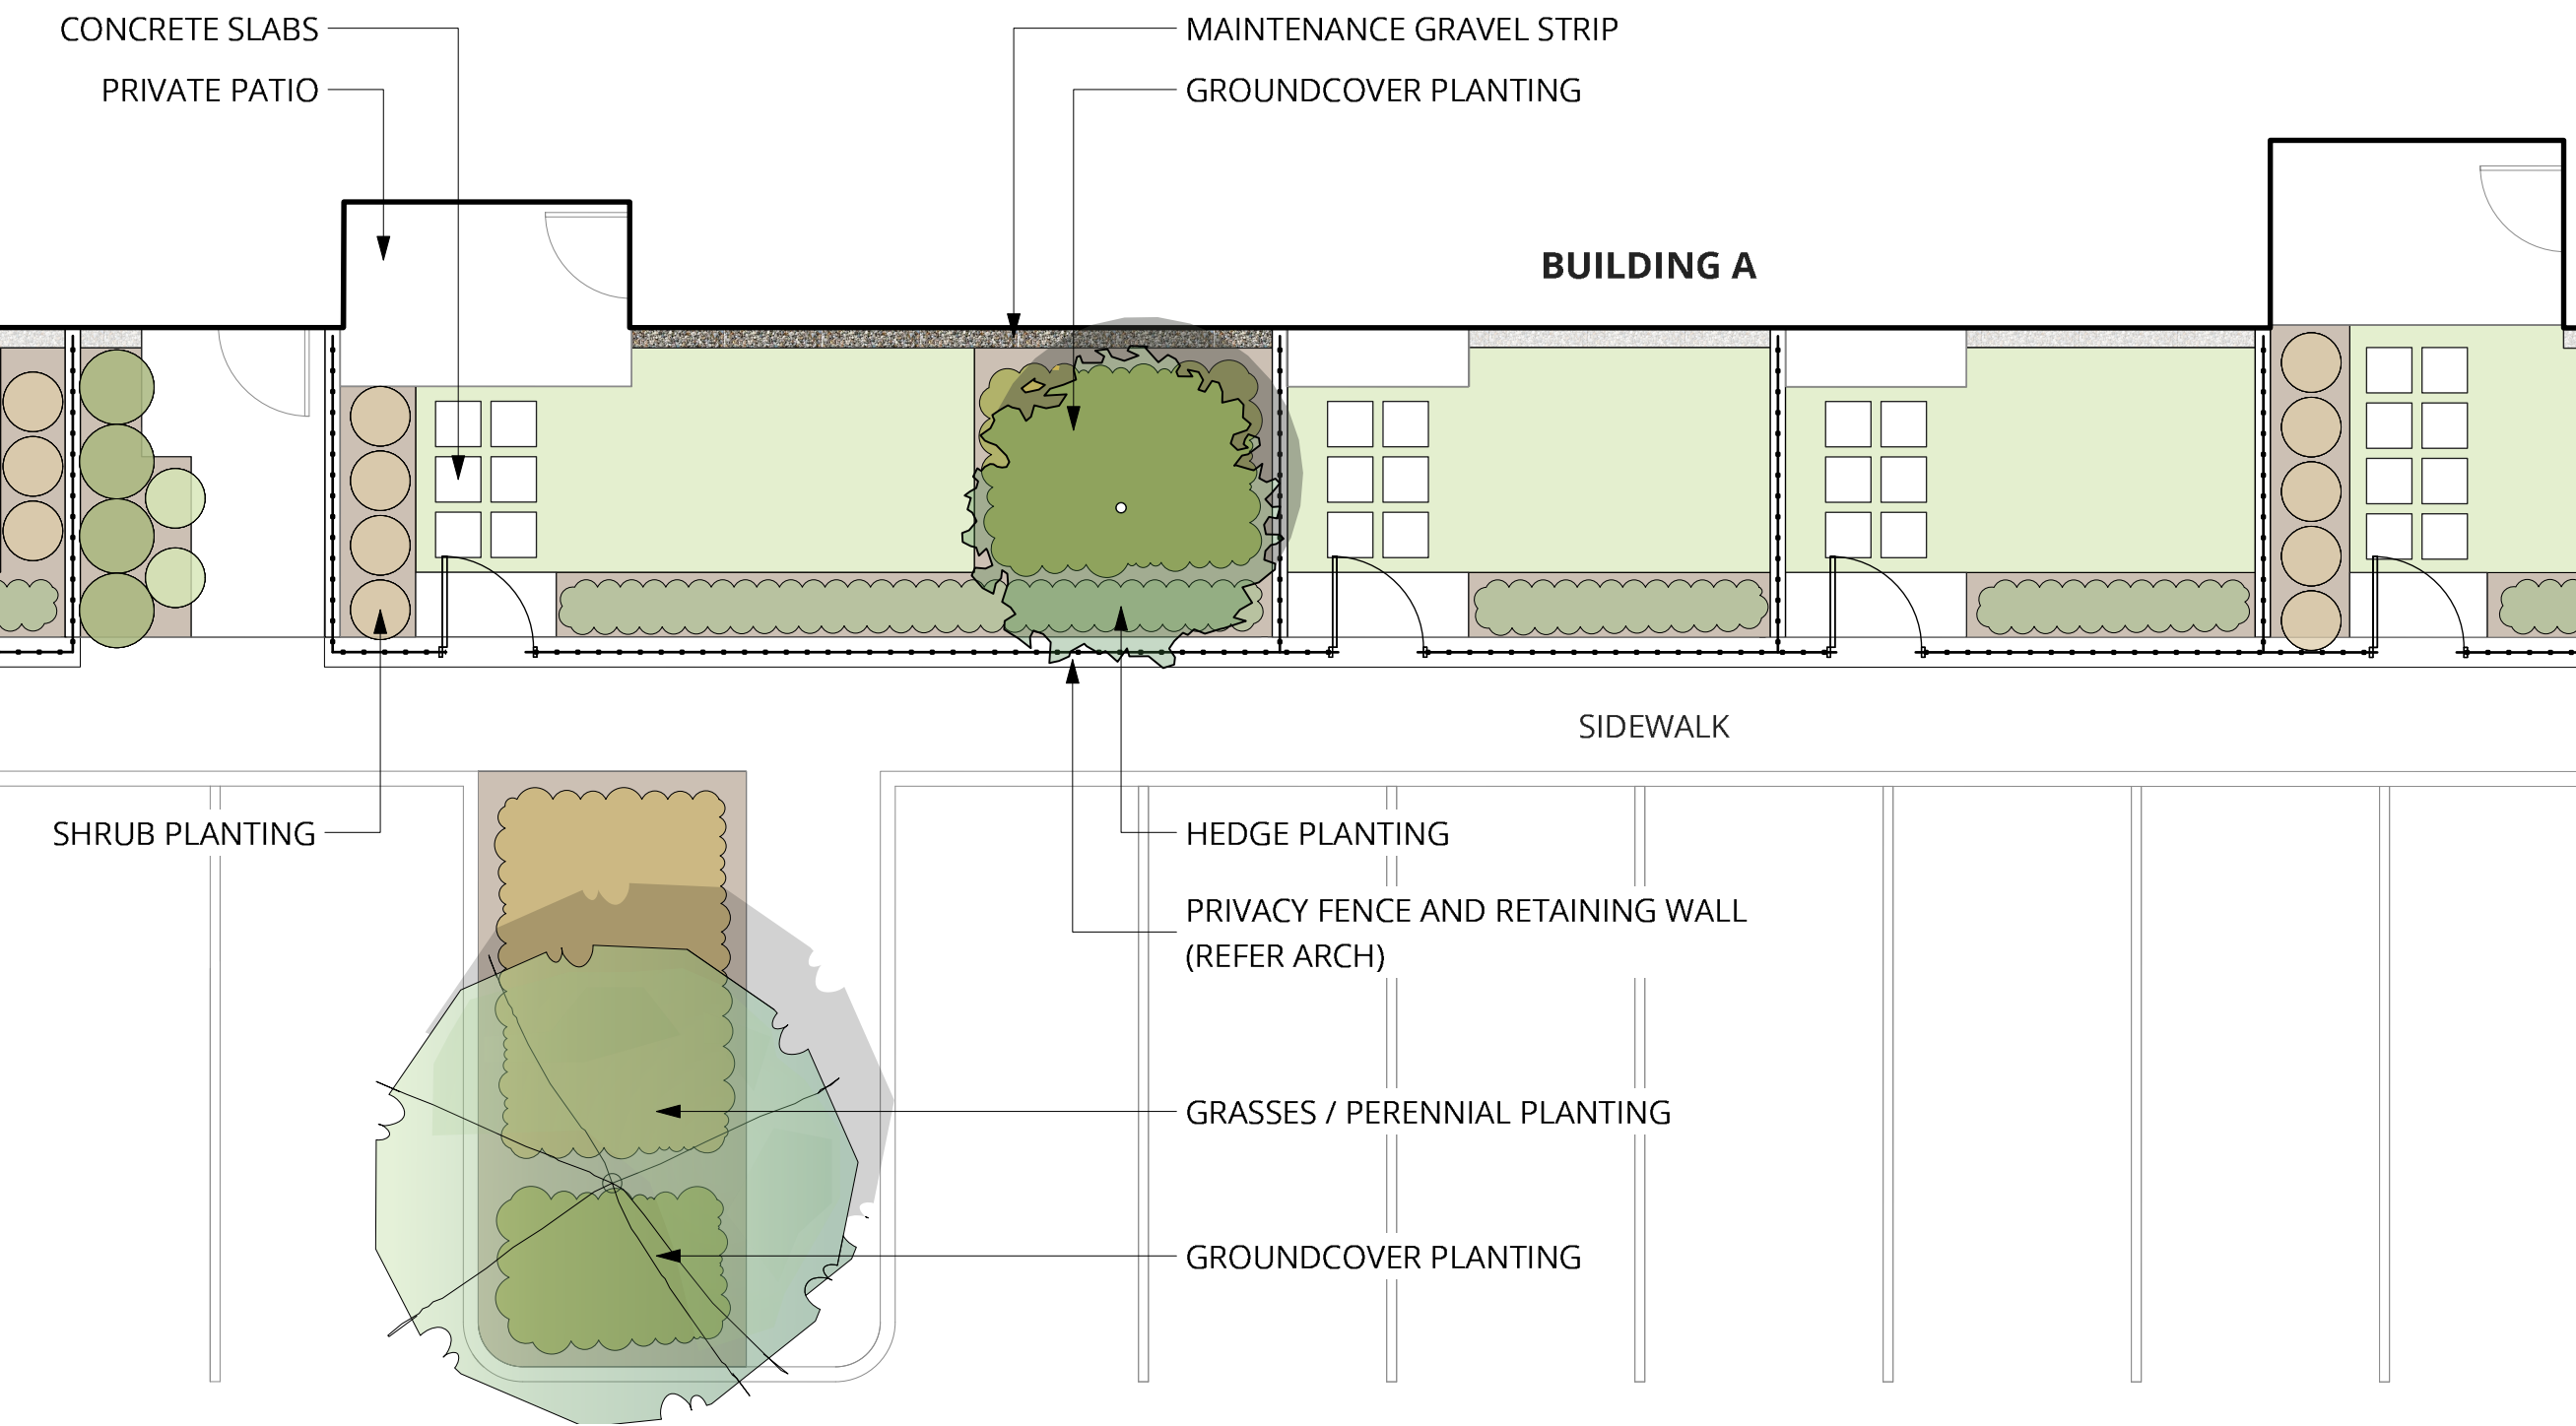 CONCRETE SLABS
MAINTENANCE GRAVEL STRIP
PRIVATE PATIO
GROUNDCOVER PLANTING
BUILDING A
SIDEWALK
SHRUB PLANTING
HEDGE PLANTING
PRIVACY FENCE AND RETAINING WALL
(REFER ARCH)
GRASSES / PERENNIAL PLANTING
GROUNDCOVER PLANTING